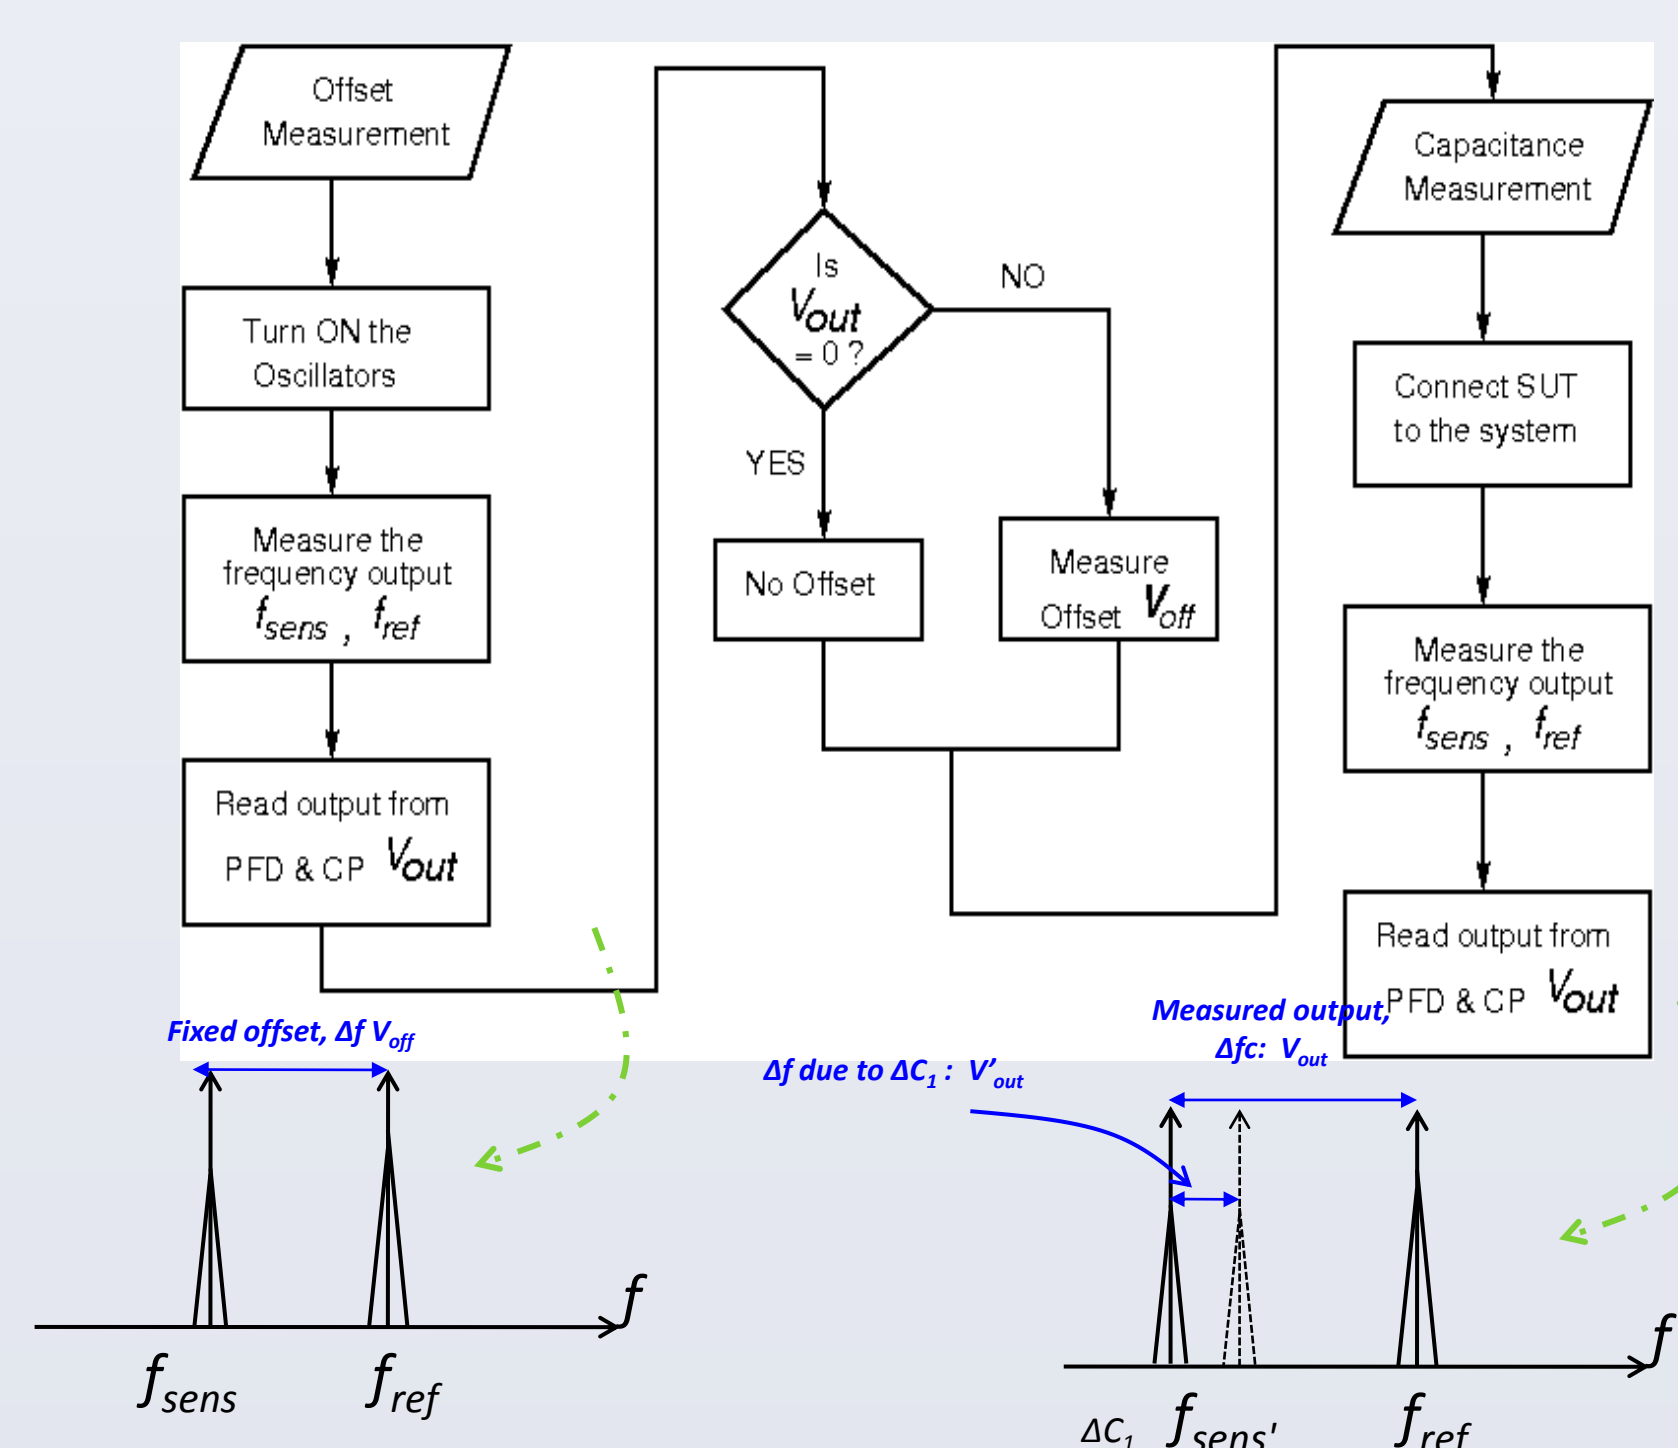 Offset
Measurement
Turn ON the
Oscillators
Measure the
frequency output
fsens , fref
Read output from
PFD & CP Vout
Is
Vout
= 0 ?
NO
YES
No Offset
Measure
Offset Voff
Capacitance
Measurement
Connect SUT
to the system
Measure the
frequency output
fsens , fref
Read output from
PFD & CP Vout
Fixed offset, Δf Voff
f
fsens
fref
Δf due to ΔC1 : V'out
Measured output,
Δfc: Vout
f
ΔC1
fsens'
fref